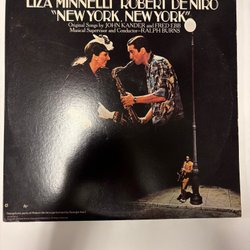 LIZA MINNELLI ROBERT DE NIRO
"NEW YORK, NEW YORK"
Original Songs by JOHN KANDER and FRED EBB
Musical Supervisor and Conductor—RALPH BURNS